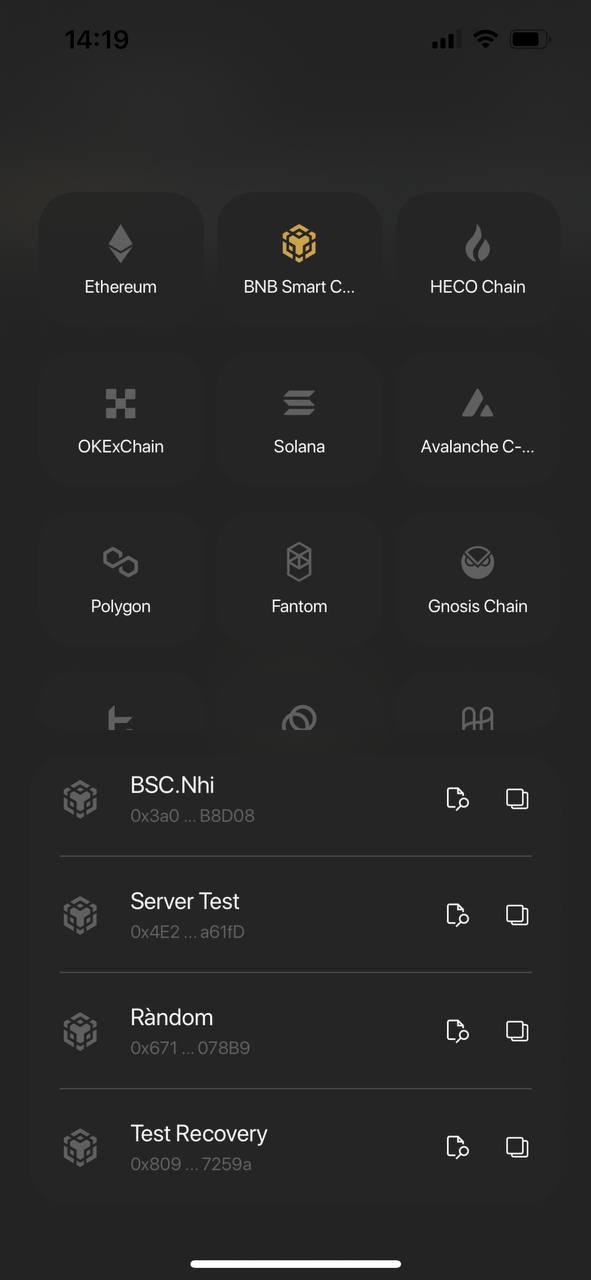 14:19
Ethereum
BNB Smart C...
HECO Chain
OKExChain
Solana
Avalanche C-...
Polygon
Fantom
Gnosis Chain
BSC.Nhi
0x3a0 ... B8D08
Server Test
0x4E2 ... a61fD
Ràndom
0x671 ... 078B9
Test Recovery
0x809 ... 7259a